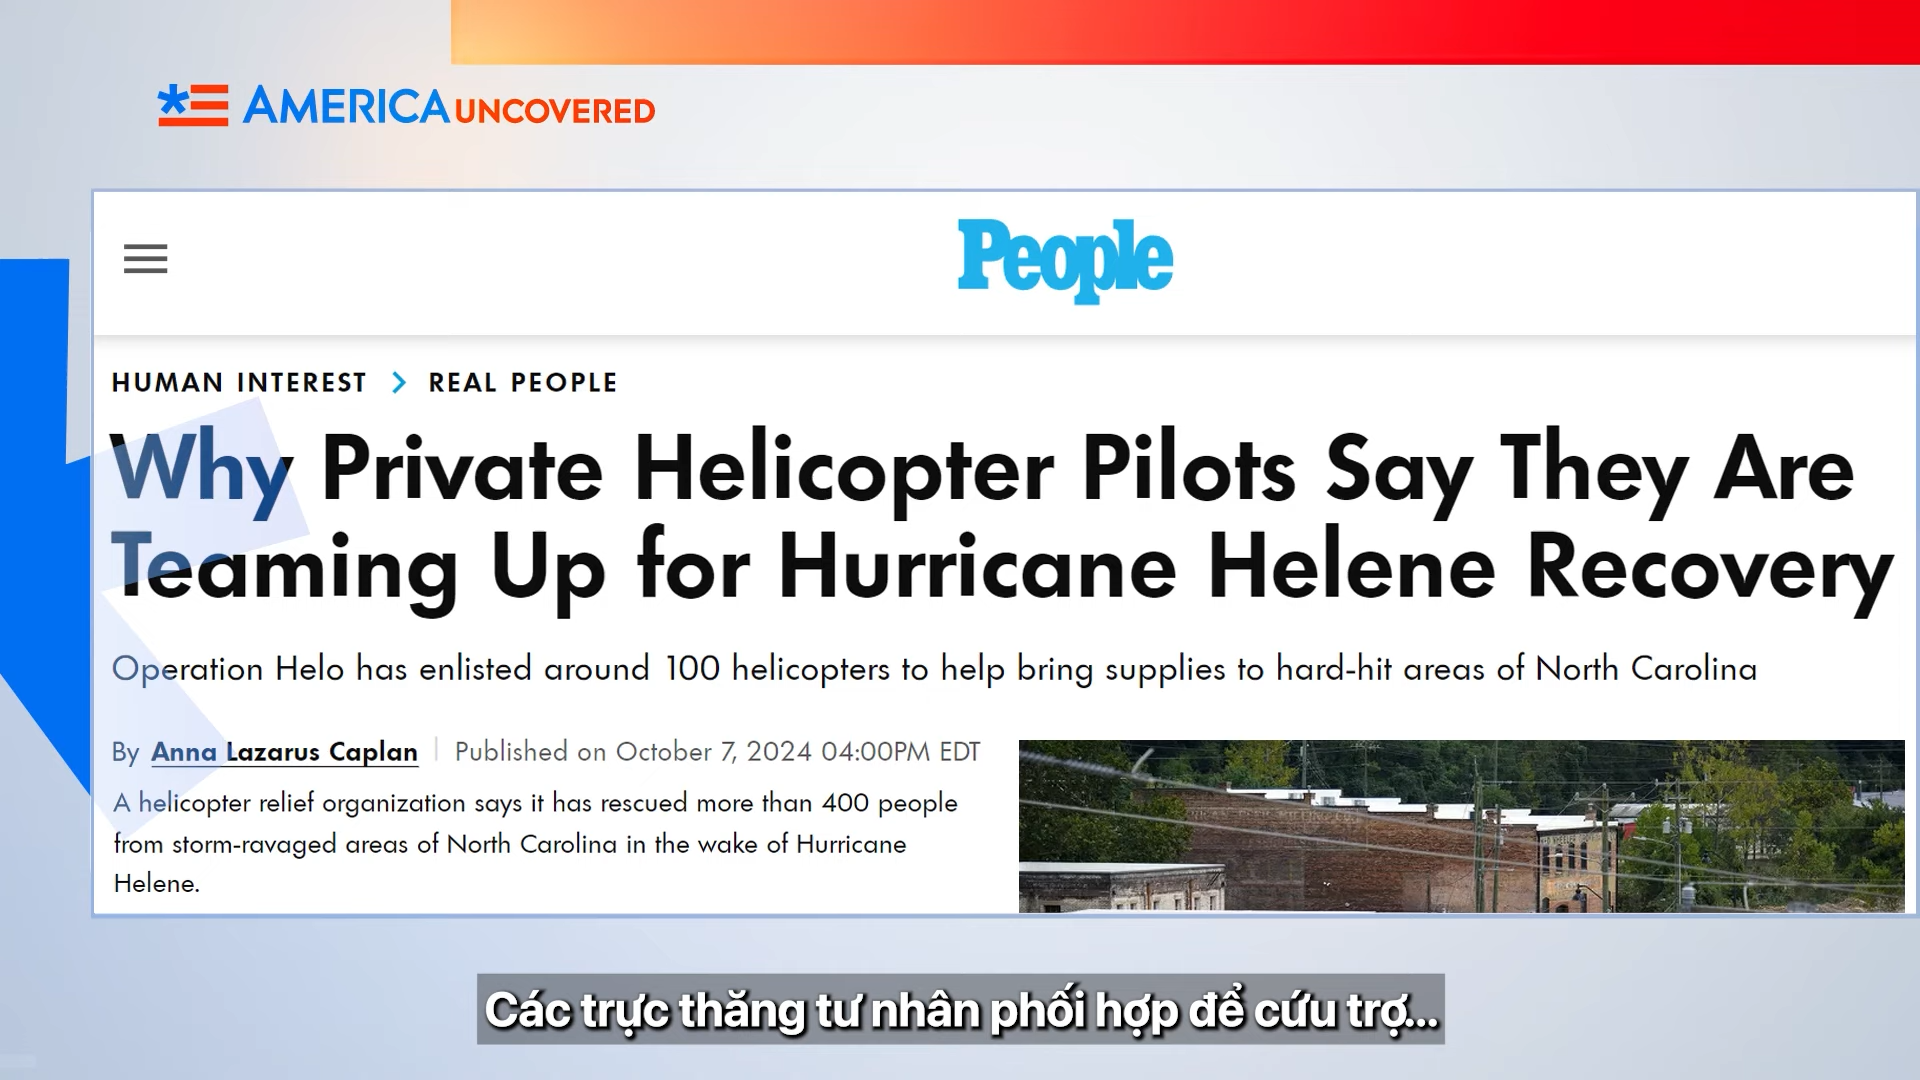 AMERICA UNCOVERED
People
HUMAN INTEREST > REAL PEOPLE
Why Private Helicopter Pilots Say They Are
Teaming Up for Hurricane Helene Recovery
Operation Helo has enlisted around 100 helicopters to help bring supplies to hard-hit areas of North Carolina
By Anna Lazarus Caplan | Published on October 7, 2024 04:00PM EDT
A helicopter relief organization says it has rescued more than 400 people
from storm-ravaged areas of North Carolina in the wake of Hurricane
Helene.
Các trực thăng tư nhân phối hợp để cứu trợ...